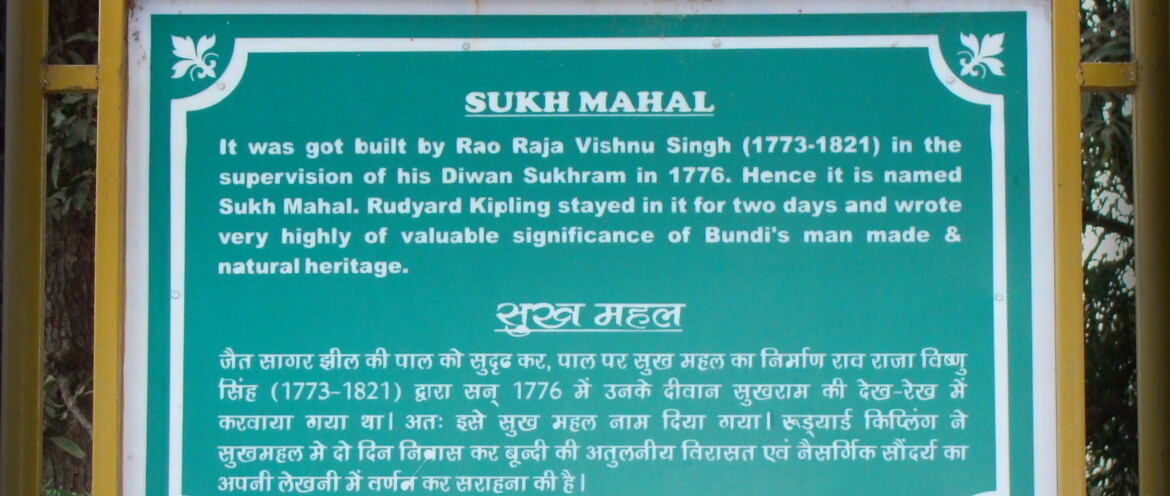 SUKH MAHAL
It was got built by Rao Raja Vishnu Singh (1773-1821) in the
supervision of his Diwan Sukhram in 1776. Hence it is named
Sukh Mahal. Rudyard Kipling stayed in it for two days and wrote
very highly of valuable significance of Bundi's man made &
natural heritage.
सुख महल
जैत सागर झील की पाल को सुदृढ कर, पाल पर सुख महल का निर्माण राव राजा विष्णु
सिंह (1773-1821) द्वारा सन् 1776 में उनके दीवान सुखराम की देख-रेख में
करवाया गया था। अतः इसे सुख महल नाम दिया गया। रूड्यार्ड किप्लिंग ने
सुखमहल मे दो दिन निवास कर बून्दी की अतुलनीय विरासत एवं नैसर्गिक सौंदर्य का
अपनी लेखनी में वर्णन कर सराहना की है।